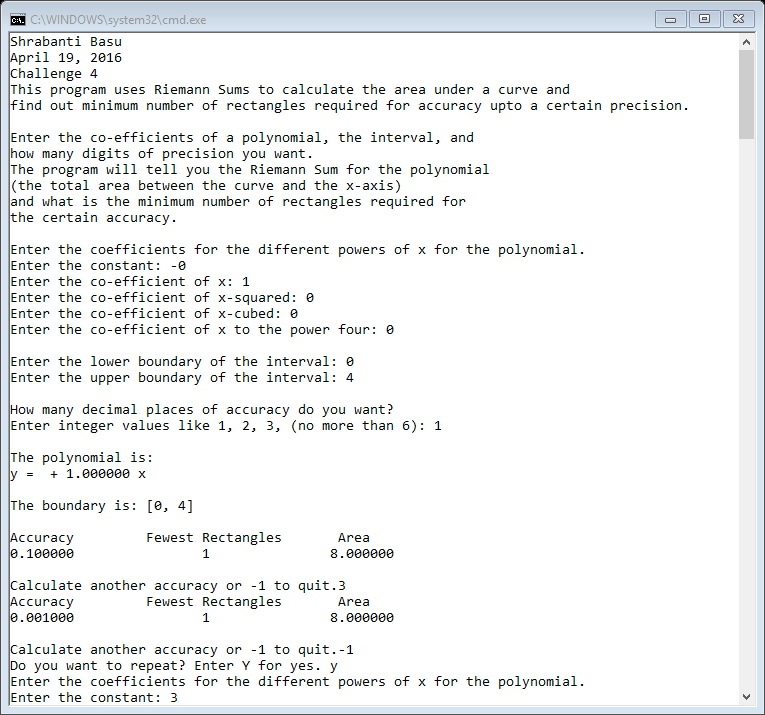 C:\WINDOWS\system32\cmd.exe
Shrabanti Basu
April 19, 2016
Challenge 4
This program uses Riemann Sums to calculate the area under a curve and
find out minimum number of rectangles required for accuracy upto a certain precision.
Enter the co-efficients of a polynomial, the interval, and
how many digits of precision you want.
The program will tell you the Riemann Sum for the polynomial
(the total area between the curve and the x-axis)
and what is the minimum number of rectangles required for
the certain accuracy.
Enter the coefficients for the different powers of x for the polynomial.
Enter the constant: -0
Enter the co-efficient of x: 1
Enter the co-efficient of x-squared: 0
Enter the co-efficient of x-cubed: 0
Enter the co-efficient of x to the power four: 0
Enter the lower boundary of the interval: 0
Enter the upper boundary of the interval: 4
How many decimal places of accuracy do you want?
Enter integer values like 1, 2, 3, (no more than 6): 1
The polynomial is:
y =  + 1.000000 x
The boundary is: [0, 4]
Accuracy         Fewest Rectangles       Area
0.100000                1               8.000000
Calculate another accuracy or -1 to quit.3
Accuracy         Fewest Rectangles       Area
0.001000                1               8.000000
Calculate another accuracy or -1 to quit.-1
Do you want to repeat? Enter Y for yes. y
Enter the coefficients for the different powers of x for the polynomial.
Enter the constant: 3